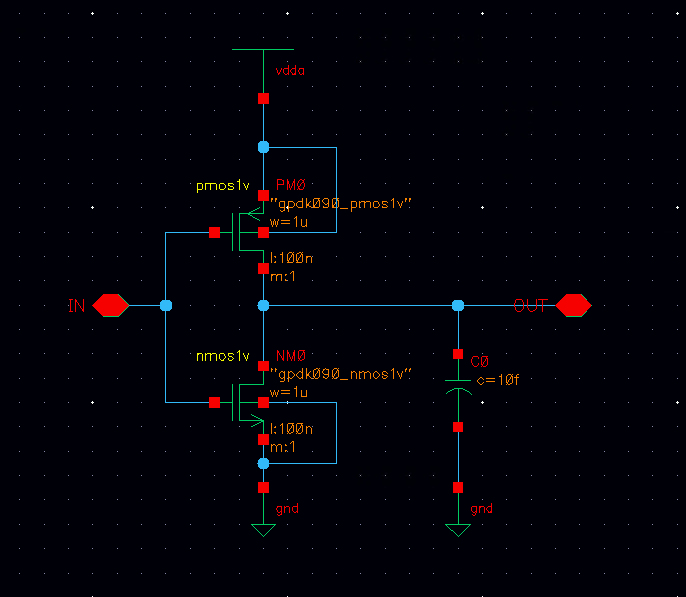 vdda
pmos1v
PM0
"gpdk090_pmos1v"
w=1u
l:100n
m:1
IN
OUT
nmos1v
NM0
"gpdk090_nmos1v"
w=1u
l:100n
m:1
C0
c=10f
gnd
gnd